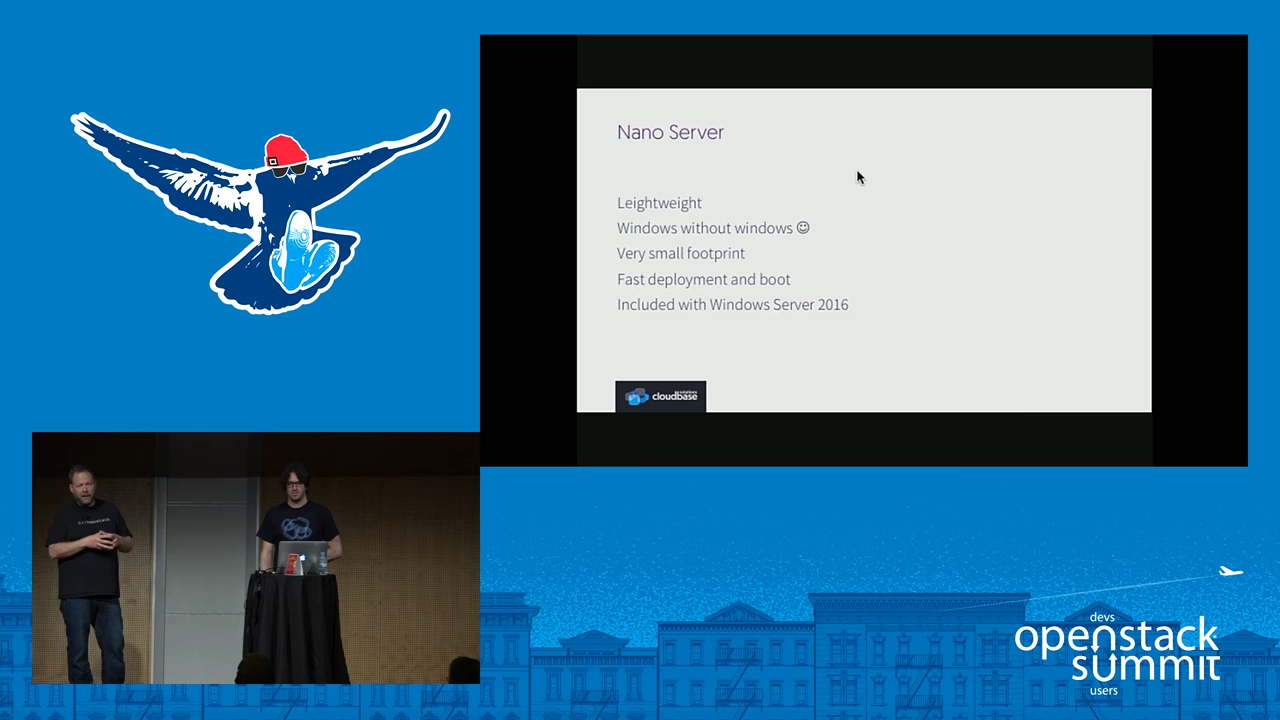 Nano Server
Leightweight
Windows without windows ☺
Very small footprint
Fast deployment and boot
Included with Windows Server 2016
cloudbase
solutions
devs
openstack
summit
users